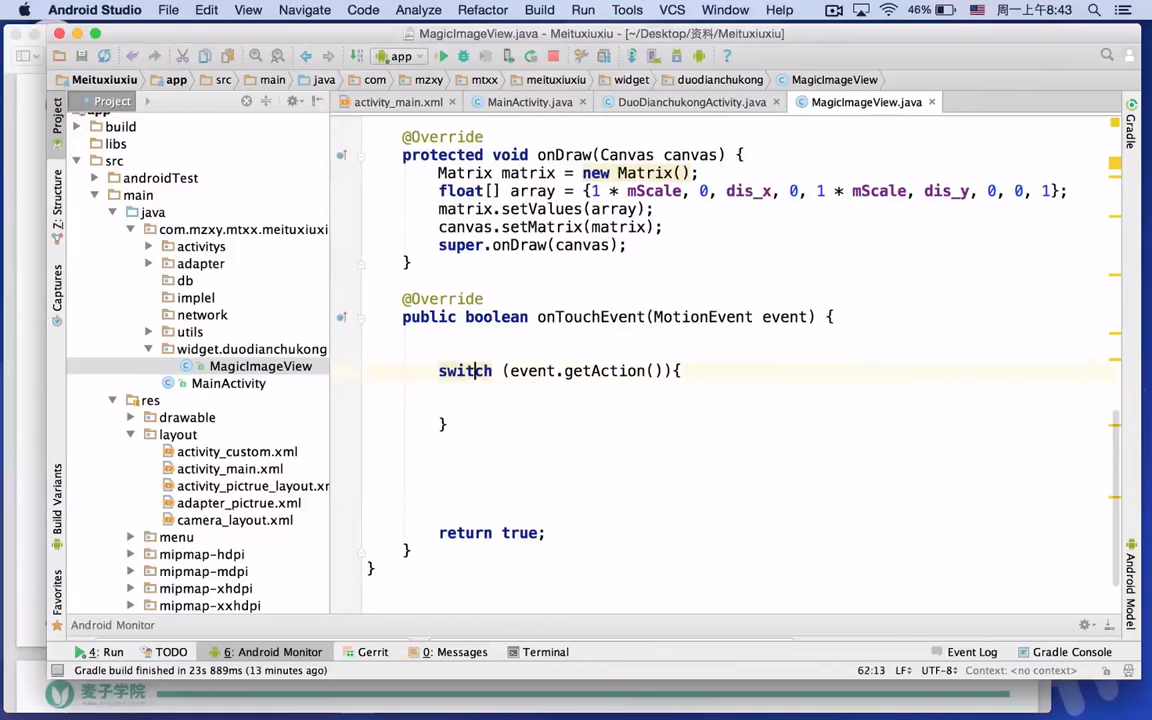 Android Studio File Edit View Navigate Code Analyze Refactor Build Run Tools VCS Window Help 46% 周一上午8:43
MagicImageView.java - Meituxiuxiu - [~/Desktop/资料/Meituxiuxiu]
app
Meituxiuxiu app src main java com mzxy mtxx meituxiuxiu widget duodianchukong MagicImageView
Project activity_main.xml MainActivity.java DuoDianchukongActivity.java MagicImageView.java
app
build
libs
src
androidTest
main
java
com.mzxy.mtxx.meituxiuxi
activitys
adapter
db
implel
network
utils
widget.duodianchukong
MagicImageView
MainActivity
res
drawable
layout
activity_custom.xml
activity_main.xml
activity_pictrue_layout.xr
adapter_pictrue.xml
camera_layout.xml
menu
mipmap-hdpi
mipmap-mdpi
mipmap-xhdpi
mipmap-xxhdpi
@Override
protected void onDraw(Canvas canvas) {
Matrix matrix = new Matrix();
float[] array = {1 * mScale, 0, dis_x, 0, 1 * mScale, dis_y, 0, 0, 1};
matrix.setValues(array);
canvas.setMatrix(matrix);
super.onDraw(canvas);
}
@Override
public boolean onTouchEvent(MotionEvent event) {
switch (event.getAction()){
}
return true;
}
}
Project
Z: Structure
Captures
Build Variants
Favorites
Gradle
Android Model
Android Monitor
4: Run TODO 6: Android Monitor Gerrit 0: Messages Terminal Event Log Gradle Console
Gradle build finished in 23s 889ms (13 minutes ago) 62:13 LF UTF-8 Context: <no context>
麦子学院